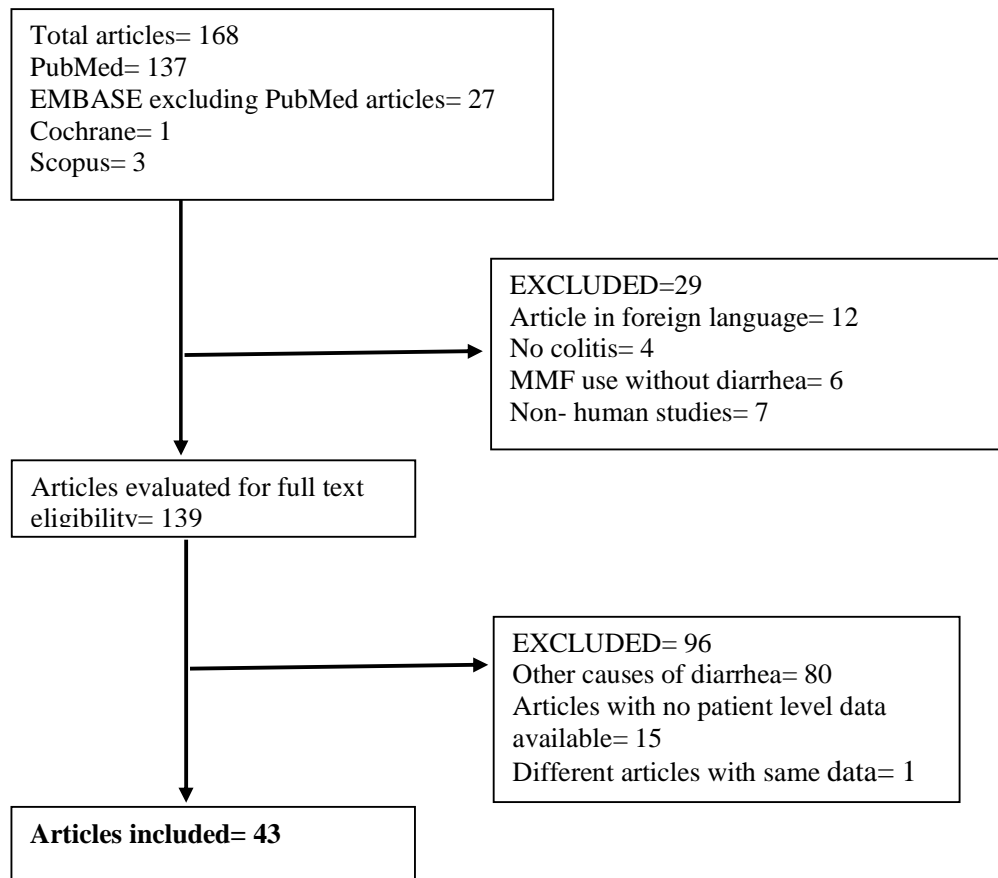 Total articles= 168
PubMed= 137
EMBASE excluding PubMed articles= 27
Cochrane= 1
Scopus= 3
EXCLUDED=29
Article in foreign language= 12
No colitis= 4
MMF use without diarrhea= 6
Non- human studies= 7
Articles evaluated for full text
eligibility= 139
EXCLUDED= 96
Other causes of diarrhea= 80
Articles with no patient level data
available= 15
Different articles with same data= 1
Articles included= 43